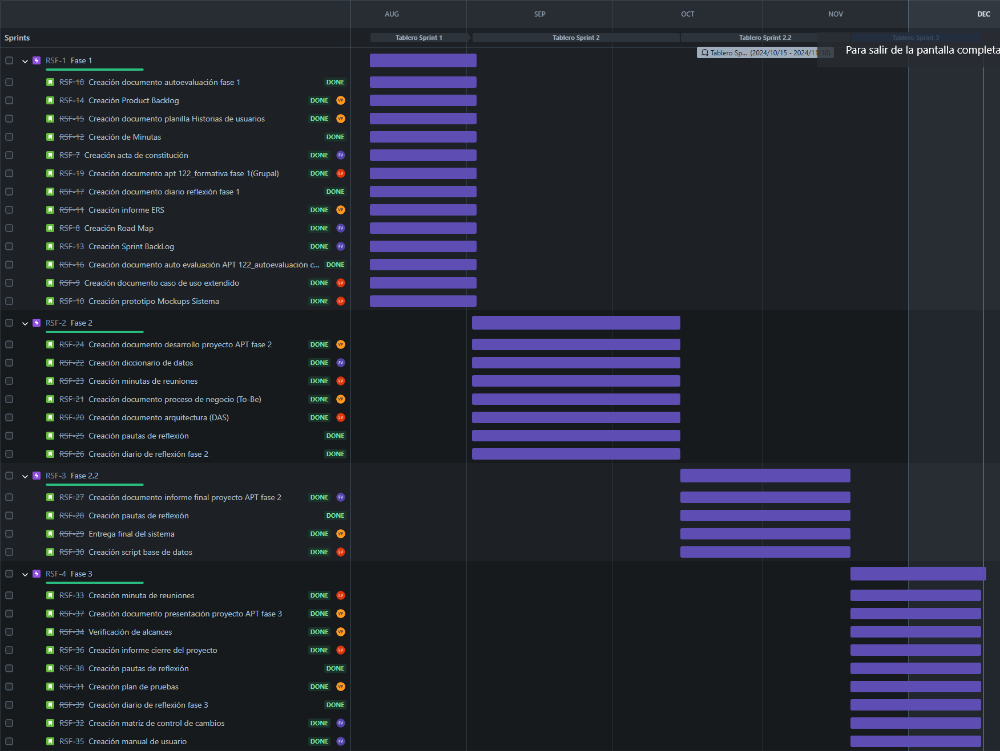 AUG SEP OCT NOV DEC
Sprints Tablero Sprint 1 Tablero Sprint 2 Tablero Sprint 2.2 Tablero Sprint 3
Tablero Sp... (2024/10/15 - 2024/11/18)
Para salir de la pantalla completa
RSF-1 Fase 1
RSF-18 Creación documento autoevaluación fase 1 DONE
RSF-14 Creación Product Backlog DONE VP
RSF-15 Creación documento planilla Historias de usuarios DONE VP
RSF-12 Creación de Minutas DONE
RSF-7 Creación acta de constitución DONE FV
RSF-19 Creación documento apt 122_formativa fase 1(Grupal) DONE LV
RSF-17 Creación documento diario reflexión fase 1 DONE
RSF-11 Creación informe ERS DONE VP
RSF-8 Creación Road Map DONE FV
RSF-13 Creación Sprint BackLog DONE FV
RSF-16 Creación documento auto evaluación APT 122_autoevaluación c... DONE
RSF-9 Creación documento caso de uso extendido DONE LV
RSF-10 Creación prototipo Mockups Sistema DONE LV
RSF-2 Fase 2
RSF-24 Creación documento desarrollo proyecto APT fase 2 DONE VP
RSF-22 Creación diccionario de datos DONE FV
RSF-23 Creación minutas de reuniones DONE LV
RSF-21 Creación documento proceso de negocio (To-Be) DONE VP
RSF-20 Creación documento arquitectura (DAS) DONE LV
RSF-25 Creación pautas de reflexión DONE
RSF-26 Creación diario de reflexión fase 2 DONE
RSF-3 Fase 2.2
RSF-27 Creación documento informe final proyecto APT fase 2 DONE FV
RSF-28 Creación pautas de reflexión DONE
RSF-29 Entrega final del sistema DONE VP
RSF-30 Creación script base de datos DONE LV
RSF-4 Fase 3
RSF-33 Creación minuta de reuniones DONE LV
RSF-37 Creación documento presentación proyecto APT fase 3 DONE VP
RSF-34 Verificación de alcances DONE VP
RSF-36 Creación informe cierre del proyecto DONE LV
RSF-38 Creación pautas de reflexión DONE
RSF-31 Creación plan de pruebas DONE VP
RSF-39 Creación diario de reflexión fase 3 DONE
RSF-32 Creación matriz de control de cambios DONE FV
RSF-35 Creación manual de usuario DONE FV